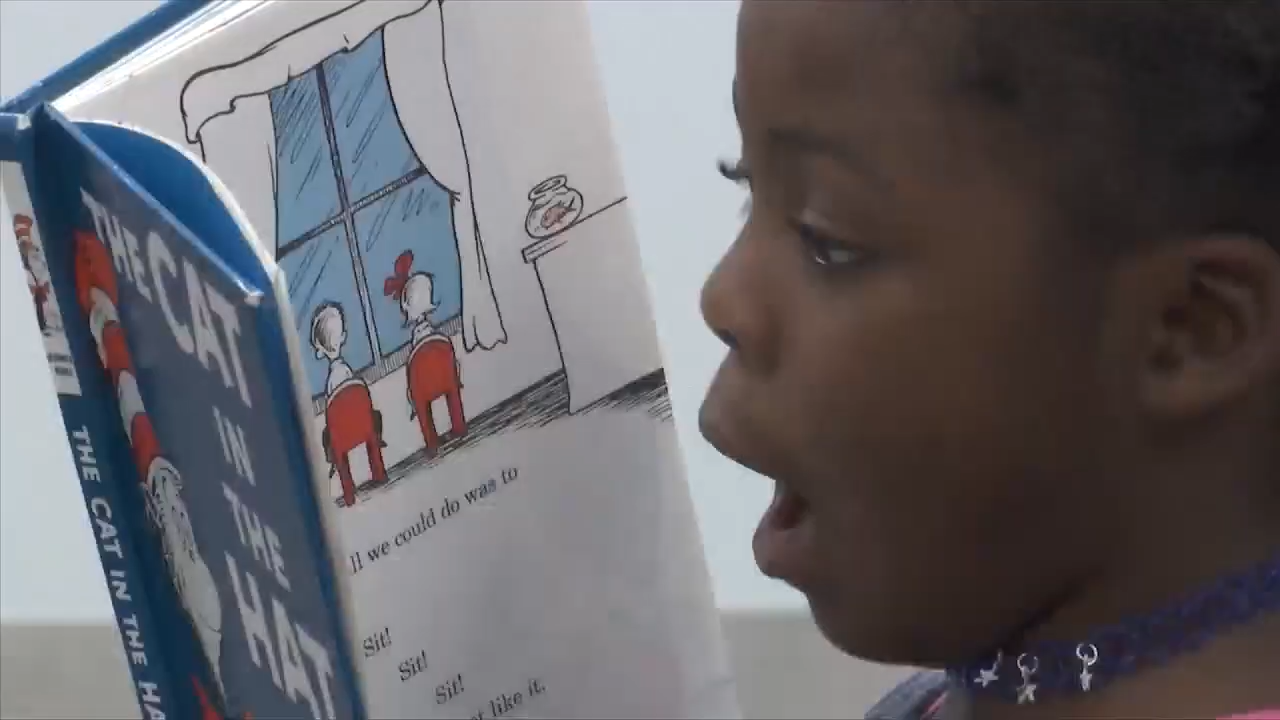 THE CAT
IN
THE
HAT
THE CAT IN THE HA
ll we could do was to
Sit!
Sit!
Sit!
t like it.